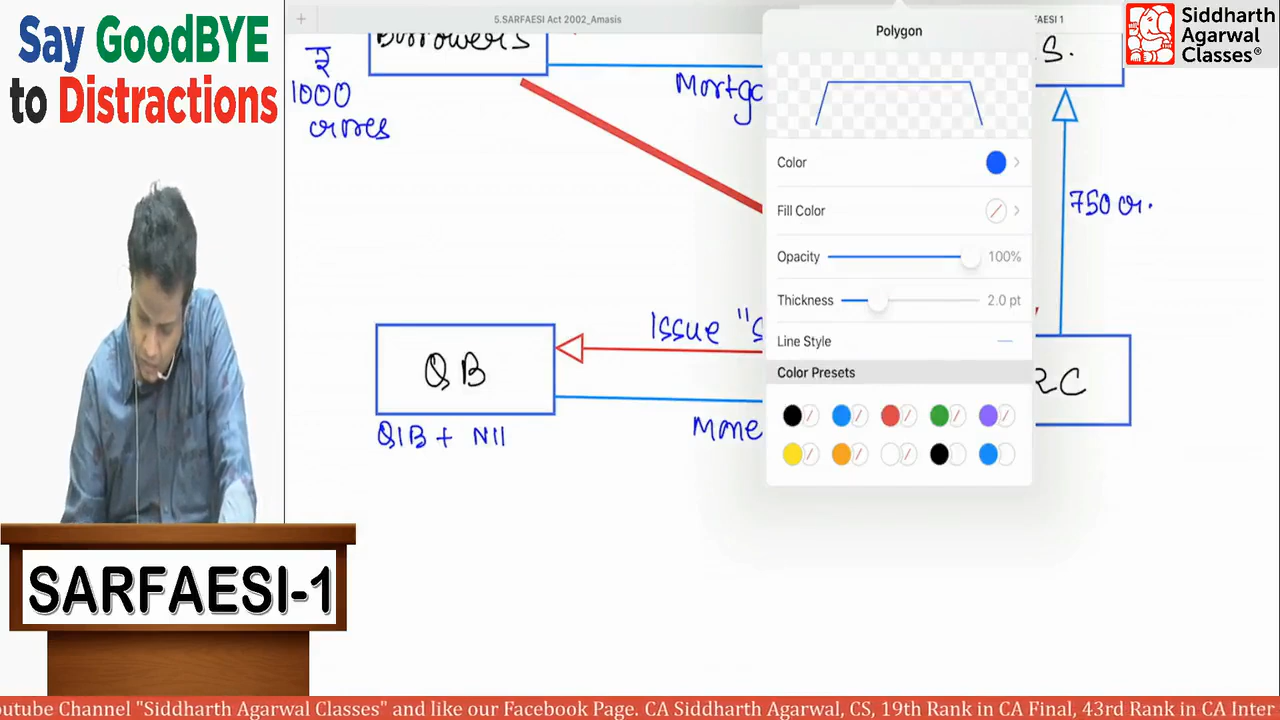 Say GoodBYE
to Distractions
5.SARFAESI Act 2002_Amasis
AESI 1
Siddharth
Agarwal
Classes®
Borrowers
₹
1000
crores
Mortga
S.
750 cr.
Issue "S
QB
Mone
RC
QIB + NII
Polygon
Color
Fill Color
Opacity
100%
Thickness
2.0 pt
Line Style
Color Presets
SARFAESI-1
outube Channel "Siddharth Agarwal Classes" and like our Facebook Page. CA Siddharth Agarwal, CS, 19th Rank in CA Final, 43rd Rank in CA Inter